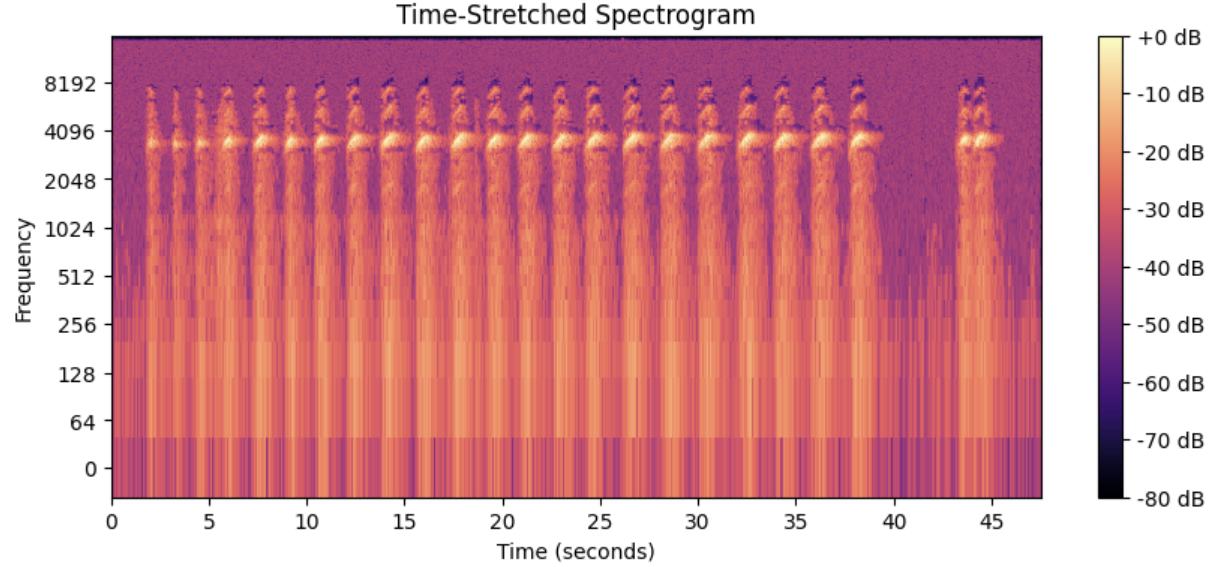 Time-Stretched Spectrogram
Frequency
8192
4096
2048
1024
512
256
128
64
0
0 5 10 15 20 25 30 35 40 45
Time (seconds)
+0 dB
-10 dB
-20 dB
-30 dB
-40 dB
-50 dB
-60 dB
-70 dB
-80 dB